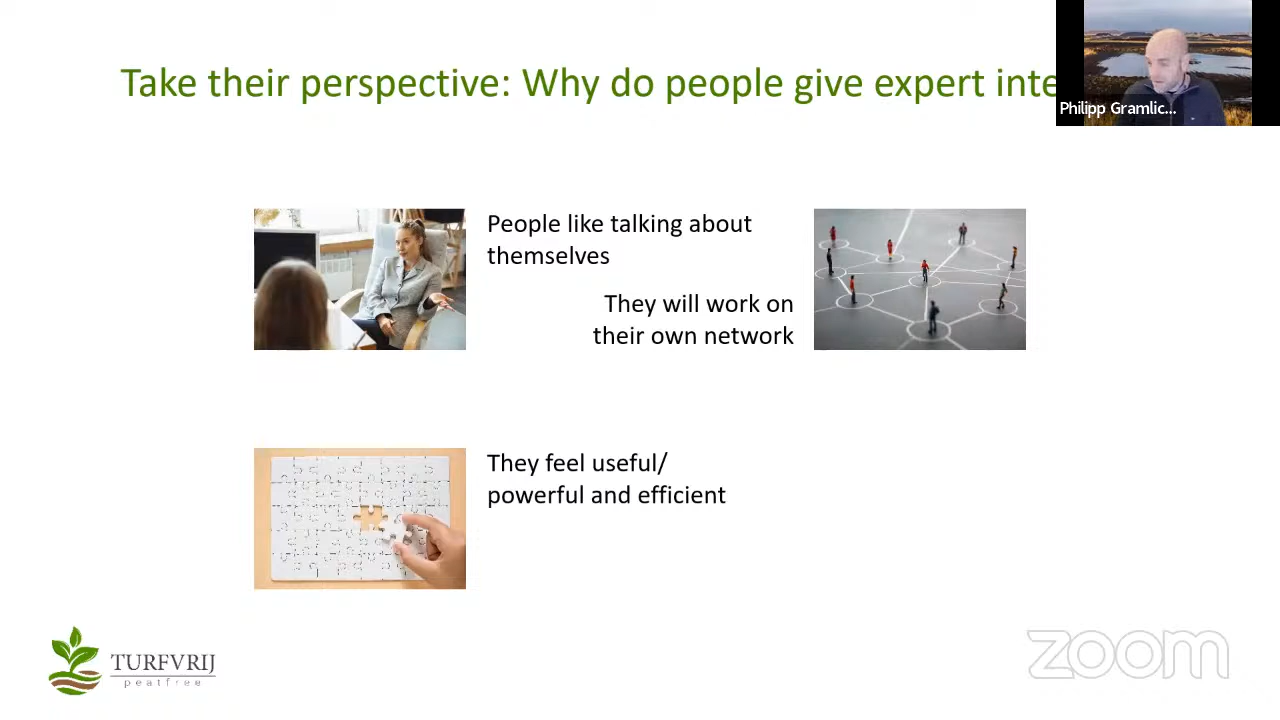 Take their perspective: Why do people give expert inte
Philipp Gramlic...
People like talking about
themselves
They will work on
their own network
They feel useful/
powerful and efficient
TURFVRIJ
peatfree
zoom